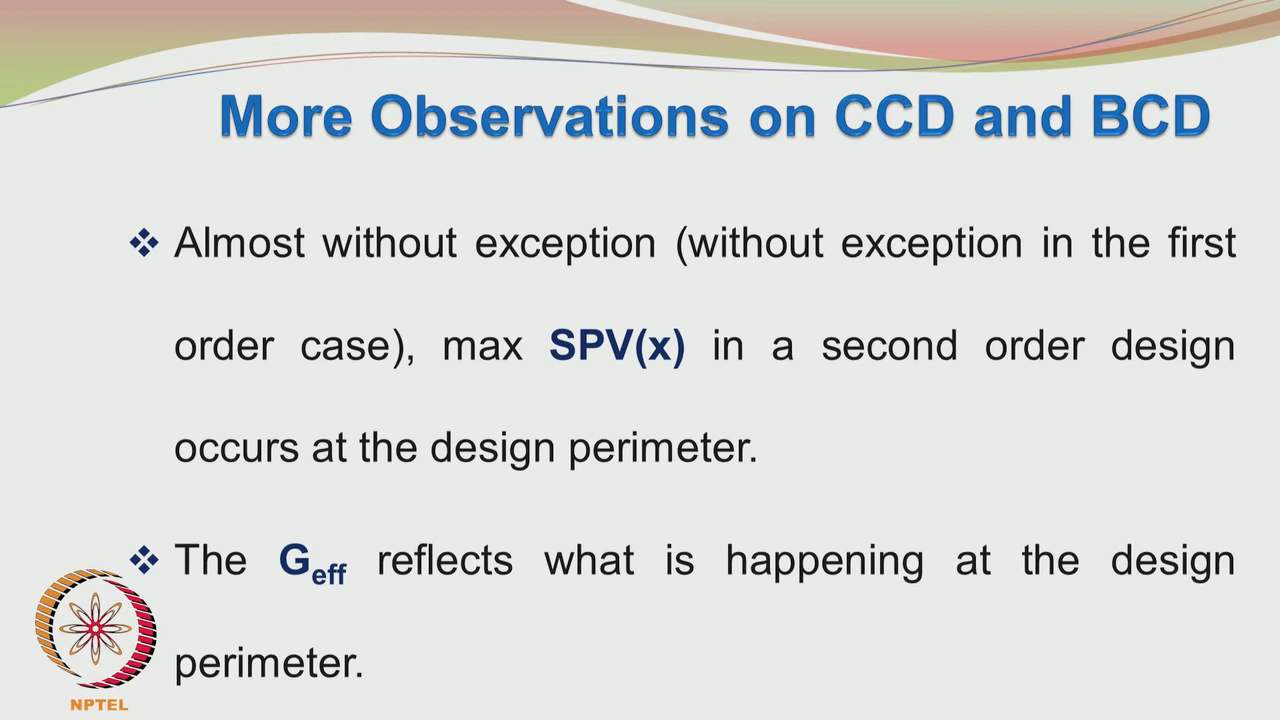 More Observations on CCD and BCD
❖ Almost without exception (without exception in the first
order case), max SPV(x) in a second order design
occurs at the design perimeter.
❖ The Geff reflects what is happening at the design
perimeter.
NPTEL